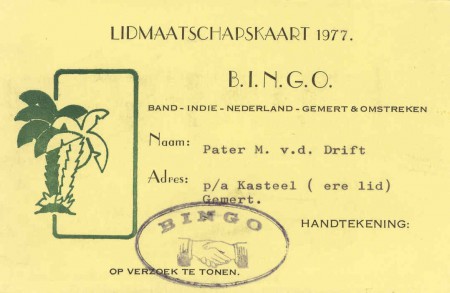 LIDMAATSCHAPSKAART 1977.
B.I.N.G.O.
BAND - INDIE - NEDERLAND - GEMERT & OMSTREKEN
Naam: Pater M. v.d. Drift
Adres: p/a Kasteel ( ere lid)
Gemert.
HANDTEKENING:
BINGO
OP VERZOEK TE TONEN.